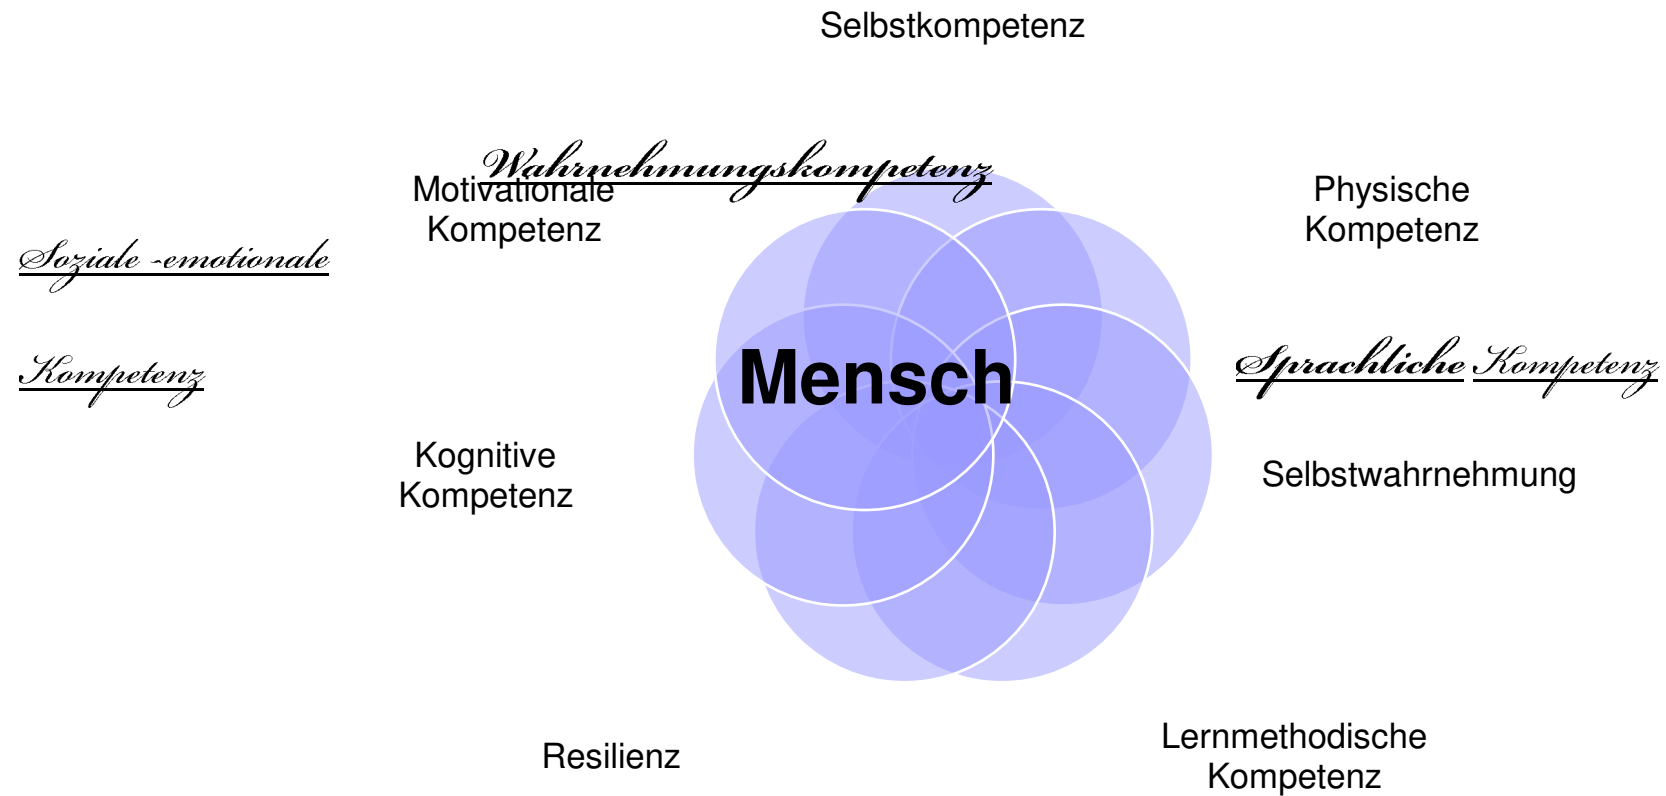 Selbstkompetenz
Wahrnehmungskompetenz
Motivationale
Kompetenz
Physische
Kompetenz
Soziale -emotionale
Kompetenz
Mensch
Sprachliche Kompetenz
Kognitive
Kompetenz
Selbstwahrnehmung
Resilienz
Lernmethodische
Kompetenz